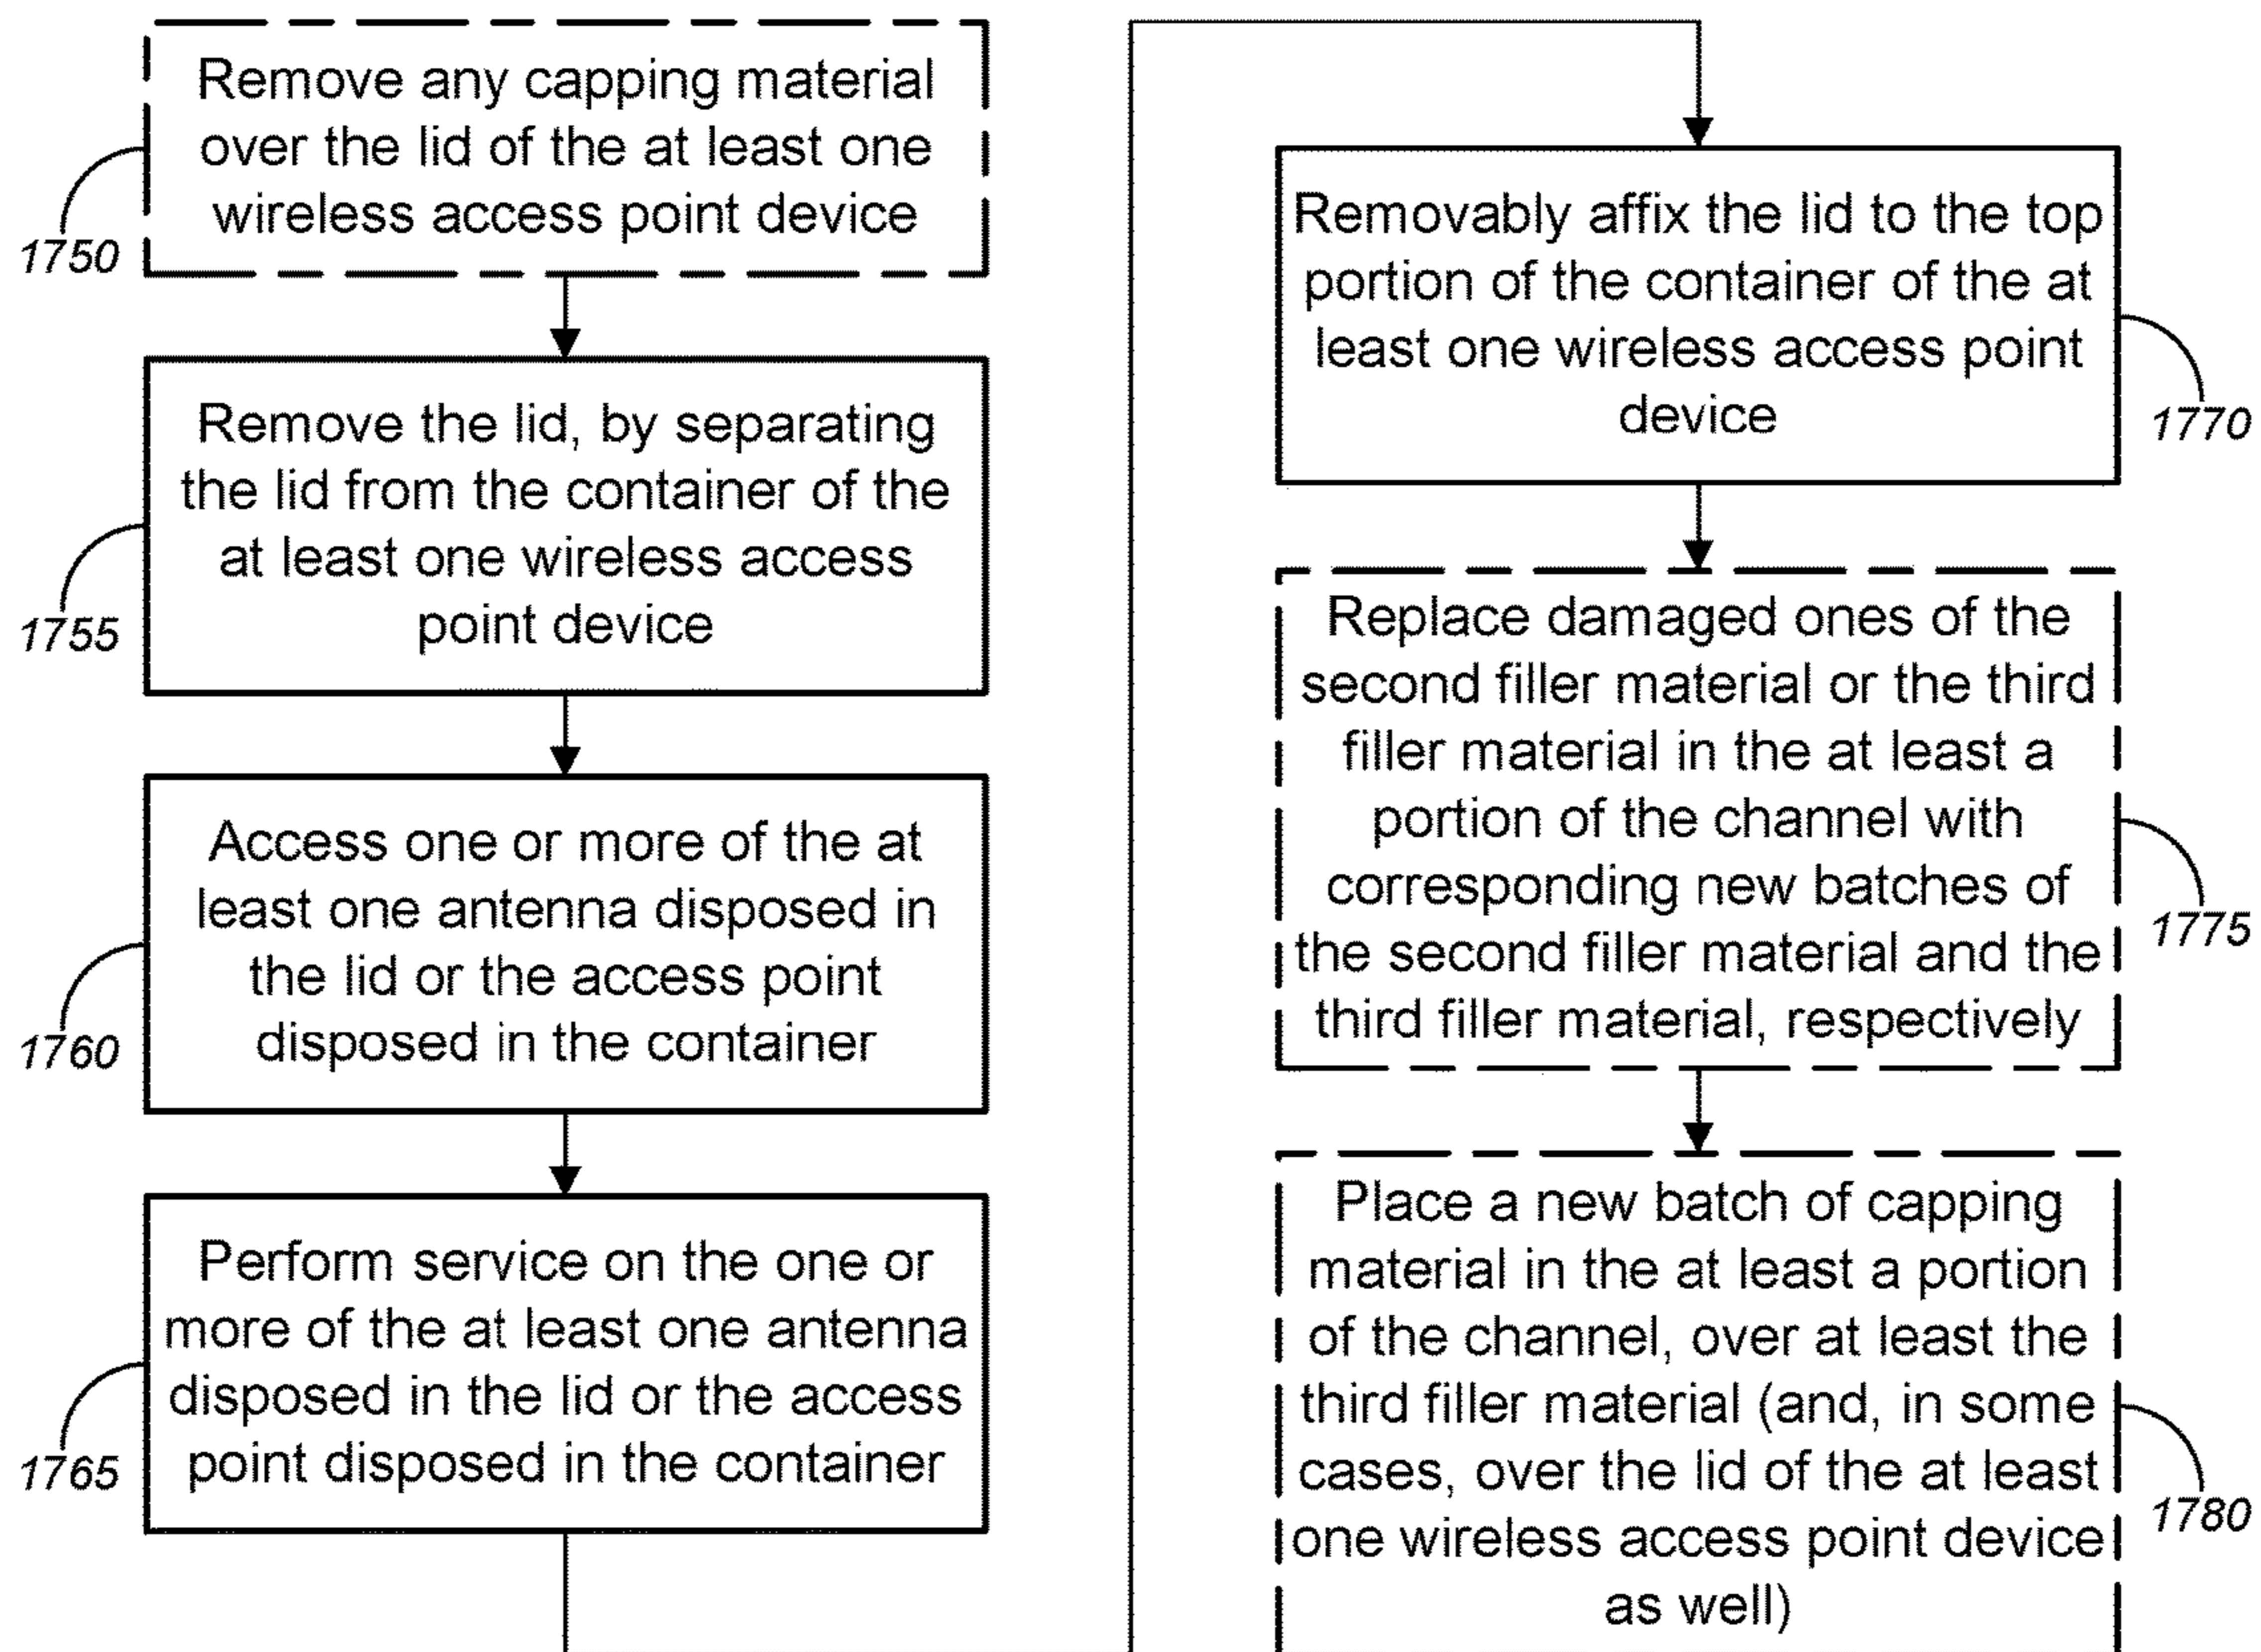 Remove any capping material
over the lid of the at least one
wireless access point device
1750
Remove the lid, by separating
the lid from the container of the
at least one wireless access
point device
1755
Access one or more of the at
least one antenna disposed in
the lid or the access point
disposed in the container
1760
Perform service on the one or
more of the at least one antenna
disposed in the lid or the access
point disposed in the container
1765
Removably affix the lid to the top
portion of the container of the at
least one wireless access point
device
1770
Replace damaged ones of the
second filler material or the third
filler material in the at least a
portion of the channel with
corresponding new batches of
the second filler material and the
third filler material, respectively
1775
Place a new batch of capping
material in the at least a portion
of the channel, over at least the
third filler material (and, in some
cases, over the lid of the at least
one wireless access point device
as well)
1780